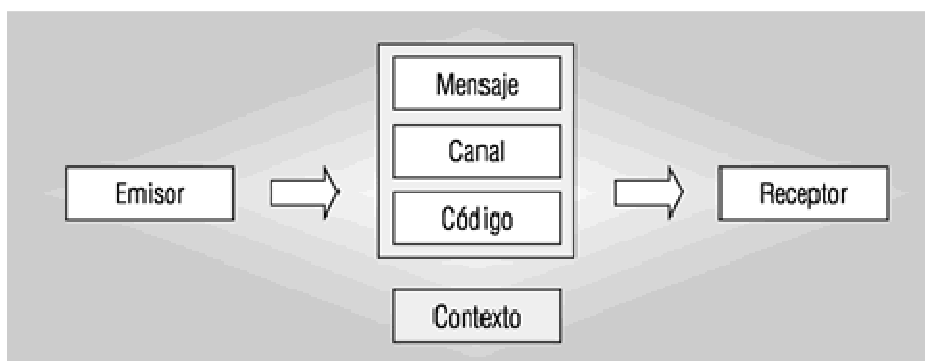 Mensaje
Canal
Emisor
Receptor
Código
Contexto